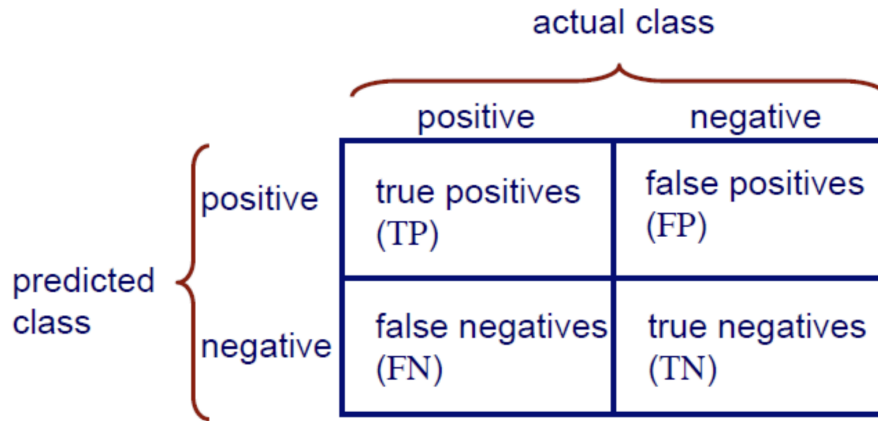 actual class
positive negative
positive
true positives
(TP)
false positives
(FP)
predicted
class
negative
false negatives
(FN)
true negatives
(TN)